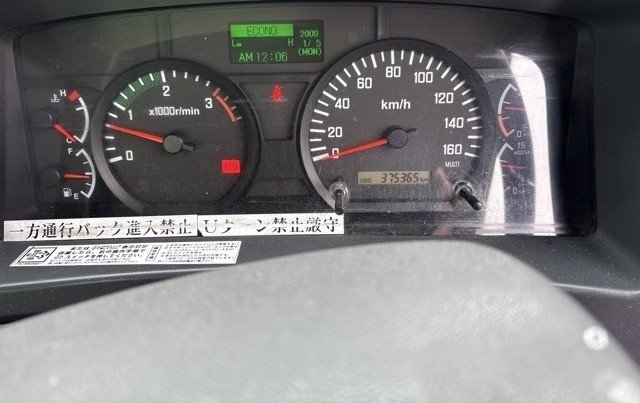 ECONO
2009
L H 1/5
AM 12:06 (MON)
H
C
F
E
0 1 2 3
x1000r/min
0 20 40 60 80 100 120 140 160
km/h
MULTI
ODO 375365 km
一方通行バック進入禁止
Uターン禁止厳守